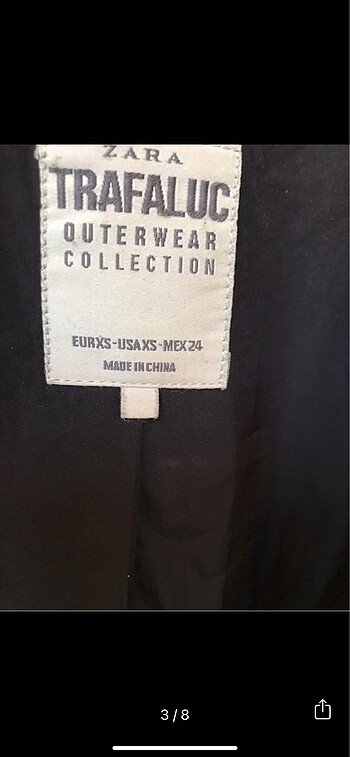 ZARA
TRAFALUC
OUTERWEAR
COLLECTION
EURXS-USAXS-MEX24
MADE IN CHINA
3/8